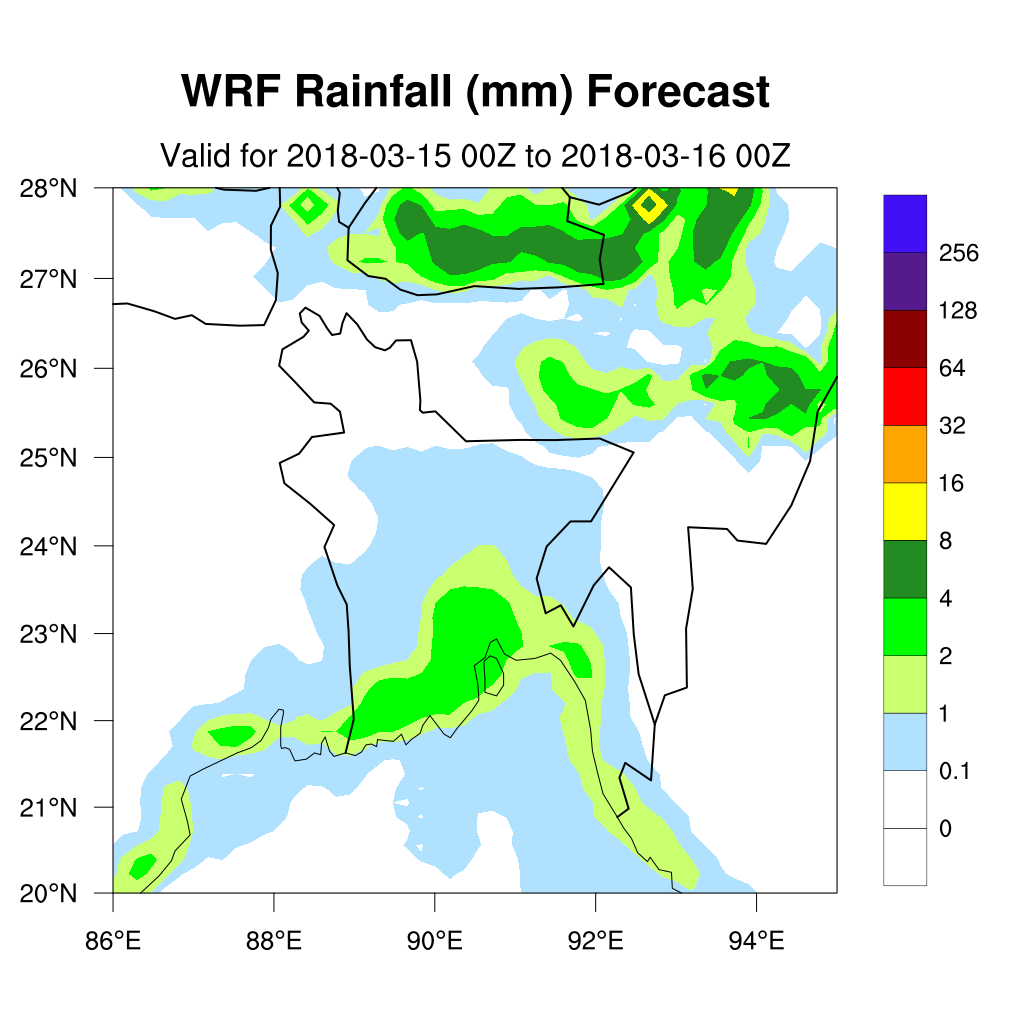 WRF Rainfall (mm) Forecast
Valid for 2018-03-15 00Z to 2018-03-16 00Z
28°N
27°N
26°N
25°N
24°N
23°N
22°N
21°N
20°N
86°E
88°E
90°E
92°E
94°E
256
128
64
32
16
8
4
2
1
0.1
0